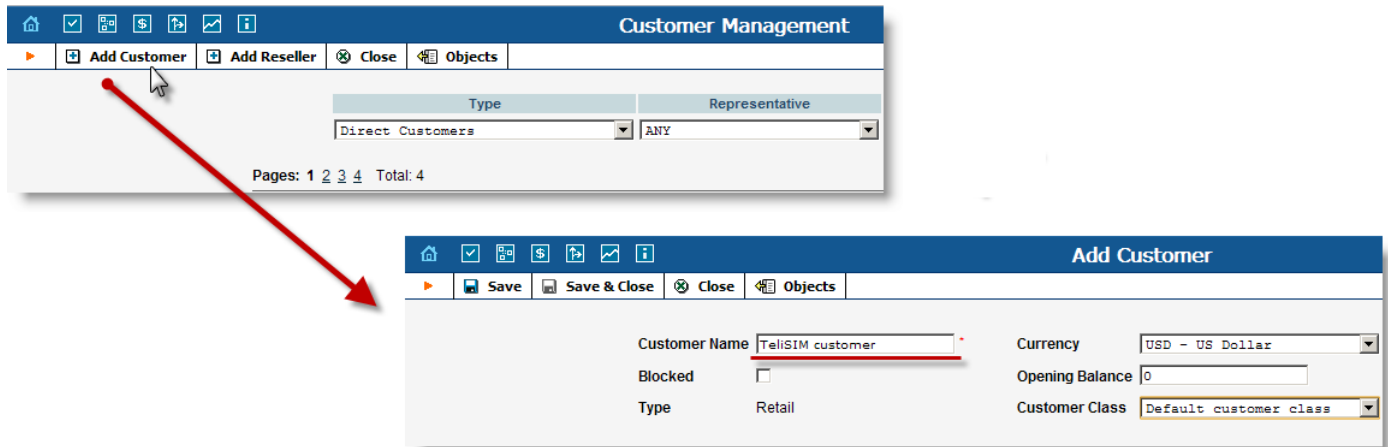 Customer Management
Add Customer Add Reseller Close Objects
Type Representative
Direct Customers ANY
Pages: 1 2 3 4 Total: 4
Add Customer
Save Save & Close Close Objects
Customer Name TeliSIM customer * Currency USD - US Dollar
Blocked Opening Balance 0
Type Retail Customer Class Default customer class